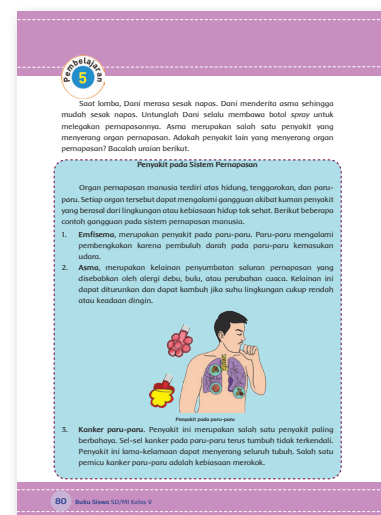 Pembelajaran
5
Saat lomba, Dani merasa sesak napas. Dani menderita asma sehingga
mudah sesak napas. Untunglah Dani selalu membawa botol spray untuk
melegakan pernapasannya. Asma merupakan salah satu penyakit yang
menyerang organ pernapasan. Adakah penyakit lain yang menyerang organ
pernapasan? Bacalah uraian berikut.
Penyakit pada Sistem Pernapasan
Organ pernapasan manusia terdiri atas hidung, tenggorokan, dan paru-
paru. Setiap organ tersebut dapat mengalami gangguan akibat kuman penyakit
yang berasal dari lingkungan atau kebiasaan hidup tak sehat. Berikut beberapa
contoh gangguan pada sistem pernapasan manusia.
1. Emfisema, merupakan penyakit pada paru-paru. Paru-paru mengalami
pembengkakan karena pembuluh darah pada paru-paru kemasukan
udara.
2. Asma, merupakan kelainan penyumbatan saluran pernapasan yang
disebabkan oleh alergi debu, bulu, atau perubahan cuaca. Kelainan ini
dapat diturunkan dan dapat kambuh jika suhu lingkungan cukup rendah
atau keadaan dingin.
Penyakit pada paru-paru
3. Kanker paru-paru. Penyakit ini merupakan salah satu penyakit paling
berbahaya. Sel-sel kanker pada paru-paru terus tumbuh tidak terkendali.
Penyakit ini lama-kelamaan dapat menyerang seluruh tubuh. Salah satu
pemicu kanker paru-paru adalah kebiasaan merokok.
80 Buku Siswa SD/MI Kelas V